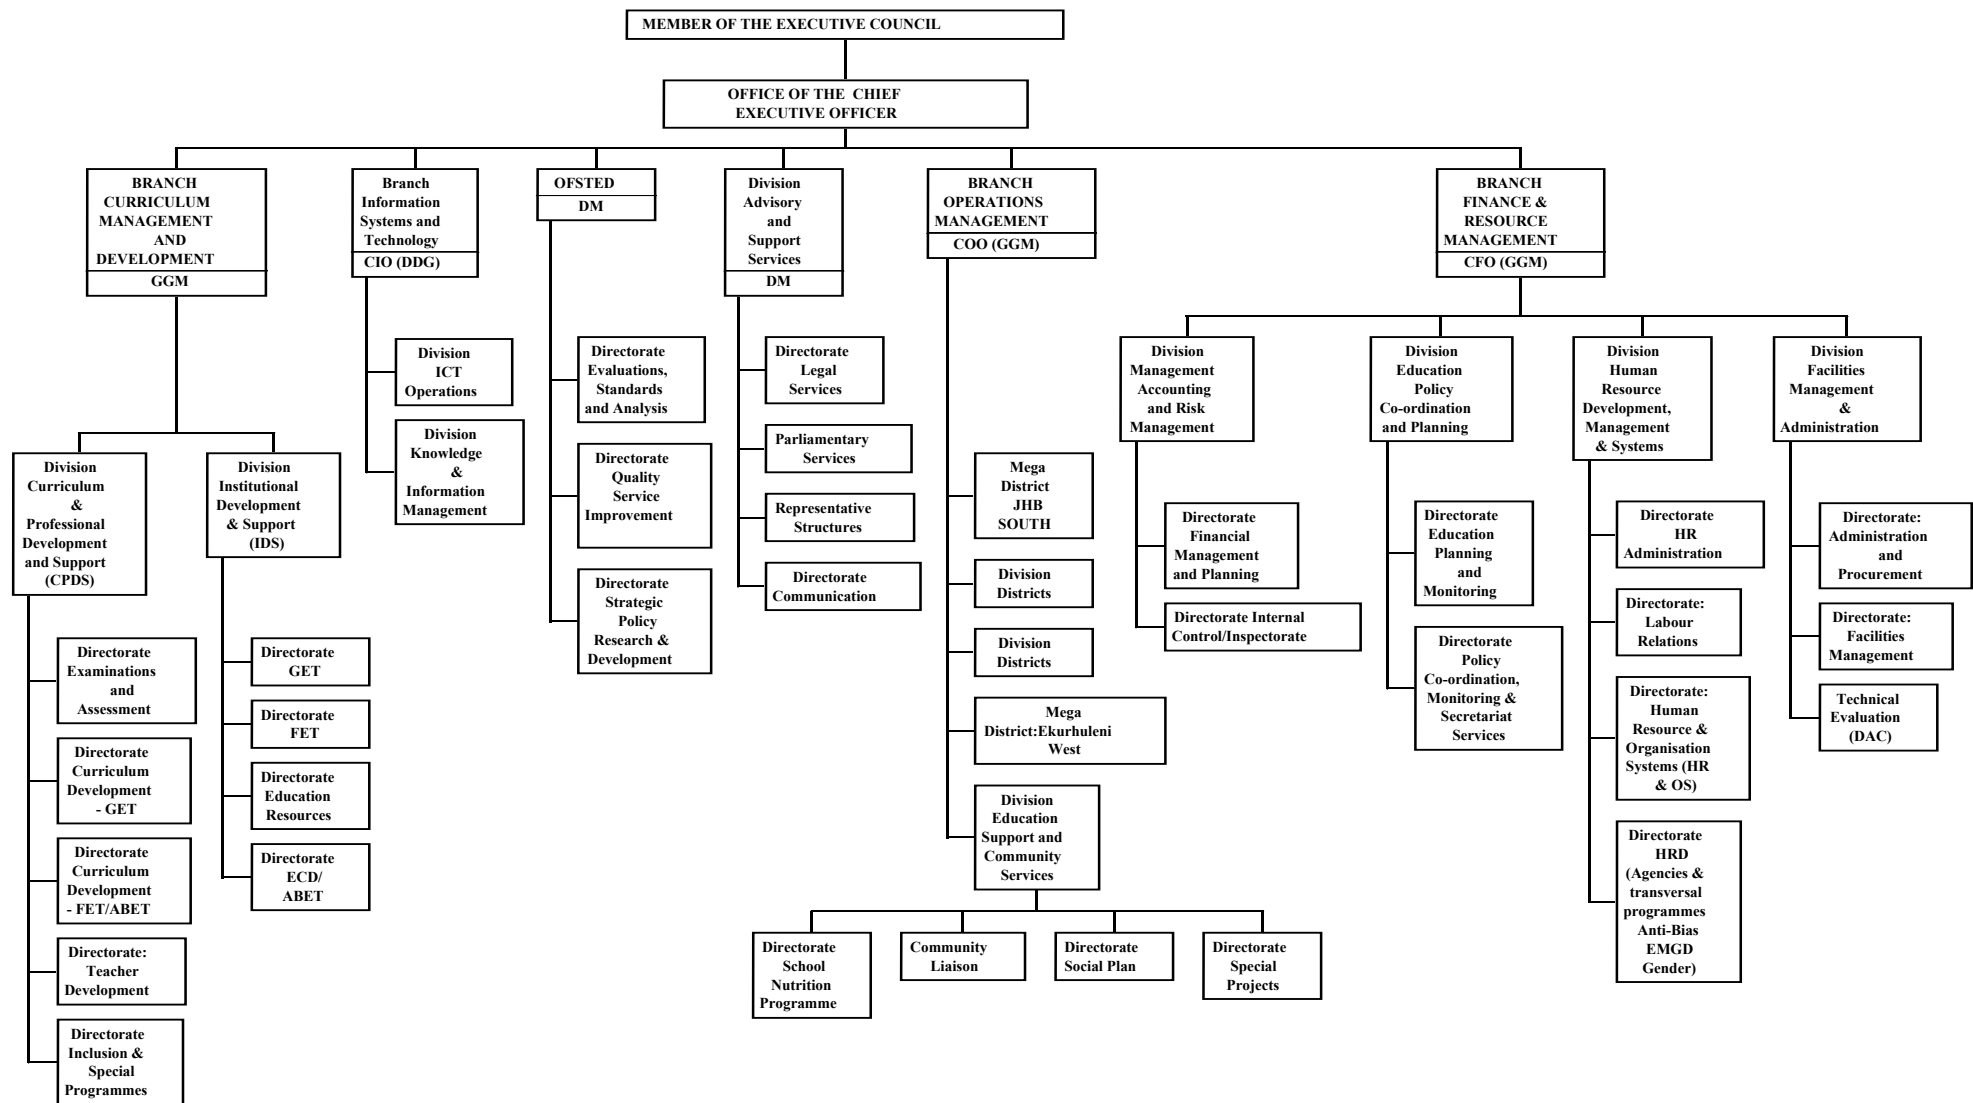 MEMBER OF THE EXECUTIVE COUNCIL
OFFICE OF THE CHIEF
EXECUTIVE OFFICER
BRANCH
CURRICULUM
MANAGEMENT
AND
DEVELOPMENT
GGM
Branch
Information
Systems and
Technology
CIO (DDG)
OFSTED
DM
Division
Advisory
and
Support
Services
DM
BRANCH
OPERATIONS
MANAGEMENT
COO (GGM)
BRANCH
FINANCE &
RESOURCE
MANAGEMENT
CFO (GGM)
Division
Curriculum
&
Professional
Development
and Support
(CPDS)
Directorate
Examinations
and
Assessment
Directorate
Curriculum
Development
- GET
Directorate
Curriculum
Development
- FET/ABET
Directorate:
Teacher
Development
Directorate
Inclusion &
Special
Programmes
Division
Institutional
Development
& Support
(IDS)
Directorate
GET
Directorate
FET
Directorate
Education
Resources
Directorate
ECD/
ABET
Division
ICT
Operations
Division
Knowledge
&
Information
Management
Directorate
Evaluations,
Standards
and Analysis
Directorate
Quality
Service
Improvement
Directorate
Strategic
Policy
Research &
Development
Directorate
Legal
Services
Parliamentary
Services
Representative
Structures
Directorate
Communication
Mega
District
JHB
SOUTH
Division
Districts
Division
Districts
Mega
District:Ekurhuleni
West
Division
Education
Support and
Community
Services
Directorate
School
Nutrition
Programme
Community
Liaison
Directorate
Social Plan
Directorate
Special
Projects
Division
Management
Accounting
and Risk
Management
Directorate
Financial
Management
and Planning
Directorate Internal
Control/Inspectorate
Division
Education
Policy
Co-ordination
and Planning
Directorate
Education
Planning
and
Monitoring
Directorate
Policy
Co-ordination,
Monitoring &
Secretariat
Services
Division
Human
Resource
Development,
Management
& Systems
Directorate
HR
Administration
Directorate:
Labour
Relations
Directorate:
Human
Resource &
Organisation
Systems (HR
& OS)
Directorate
HRD
(Agencies &
transversal
programmes
Anti-Bias
EMGD
Gender)
Division
Facilities
Management
&
Administration
Directorate:
Administration
and
Procurement
Directorate:
Facilities
Management
Technical
Evaluation
(DAC)